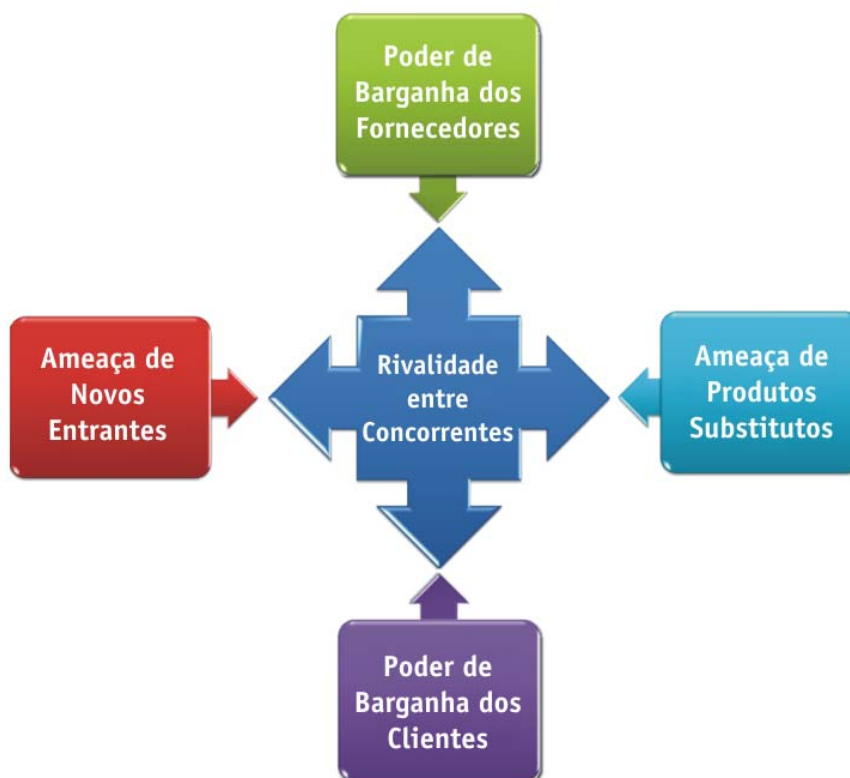 Poder de
Barganha dos
Fornecedores
Ameaça de
Novos
Entrantes
Rivalidade
entre
Concorrentes
Ameaça de
Produtos
Substitutos
Poder de
Barganha dos
Clientes